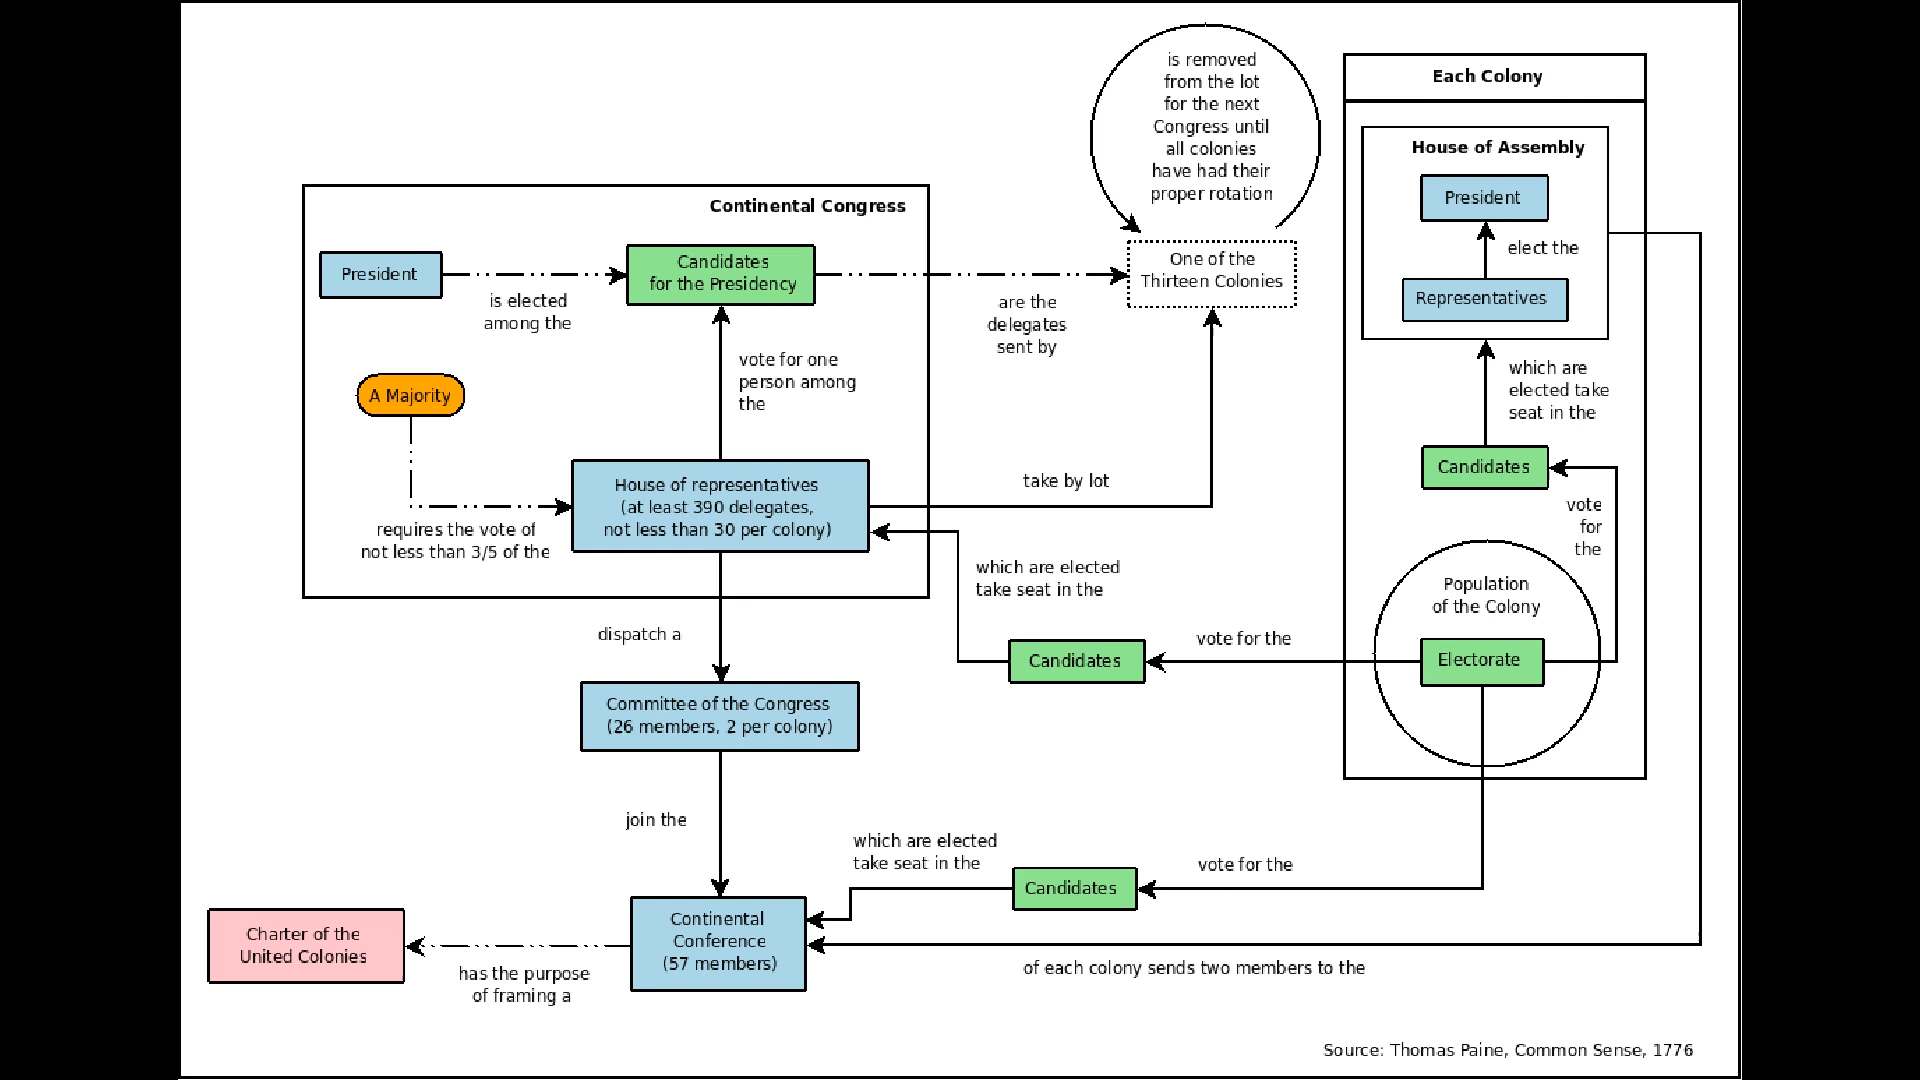 is removed
from the lot
for the next
Congress until
all colonies
have had their
proper rotation
Each Colony
House of Assembly
President
elect the
Representatives
which are
elected take
seat in the
Candidates
vote
for
the
Population
of the Colony
Electorate
Continental Congress
President
is elected
among the
Candidates
for the Presidency
are the
delegates
sent by
One of the
Thirteen Colonies
vote for one
person among
the
A Majority
requires the vote of
not less than 3/5 of the
House of representatives
(at least 390 delegates,
not less than 30 per colony)
take by lot
which are elected
take seat in the
Candidates
vote for the
dispatch a
Committee of the Congress
(26 members, 2 per colony)
join the
which are elected
take seat in the
Candidates
vote for the
Continental
Conference
(57 members)
of each colony sends two members to the
has the purpose
of framing a
Charter of the
United Colonies
Source: Thomas Paine, Common Sense, 1776